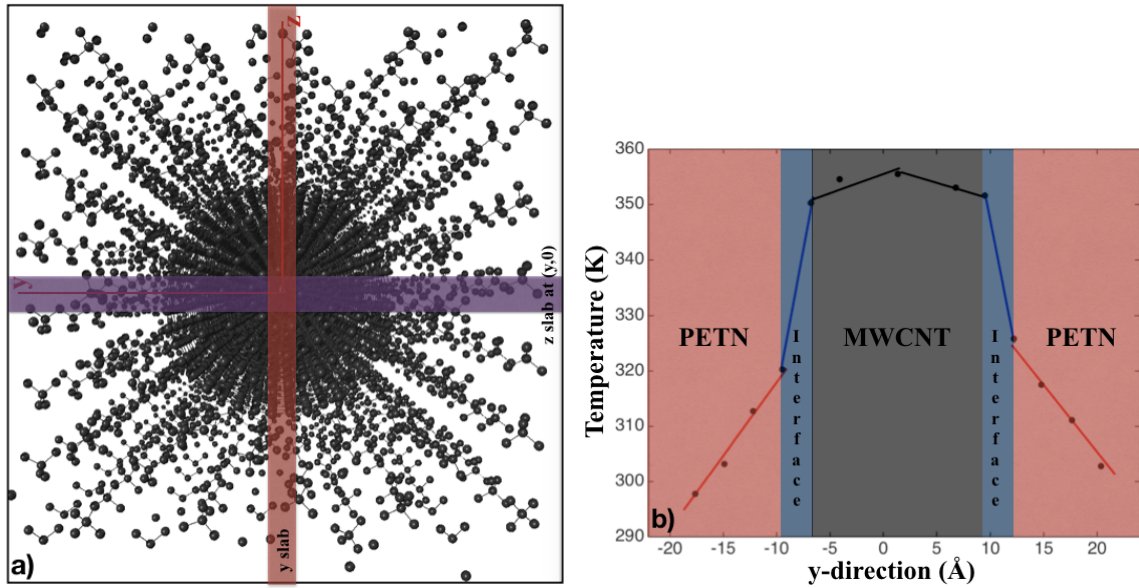 z
y
z slab at (y,0)
y slab
a)
Temperature (K)
360
350
340
330
320
310
300
290
PETN
Interface
MWCNT
Interface
PETN
b)
-20
-15
-10
-5
0
5
10
15
20
y-direction (Å)